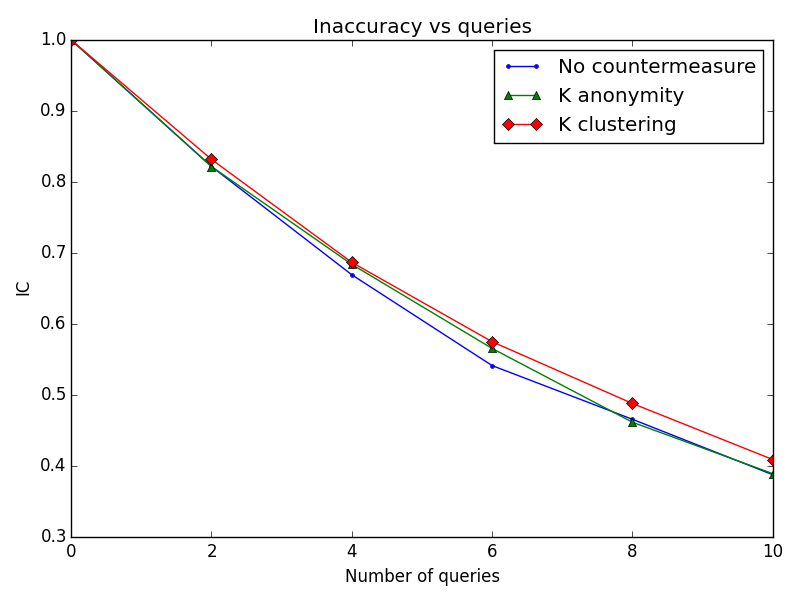 Inaccuracy vs queries
No countermeasure
K anonymity
K clustering
1.0
0.9
0.8
0.7
0.6
0.5
0.4
0.3
IC
0 2 4 6 8 10
Number of queries